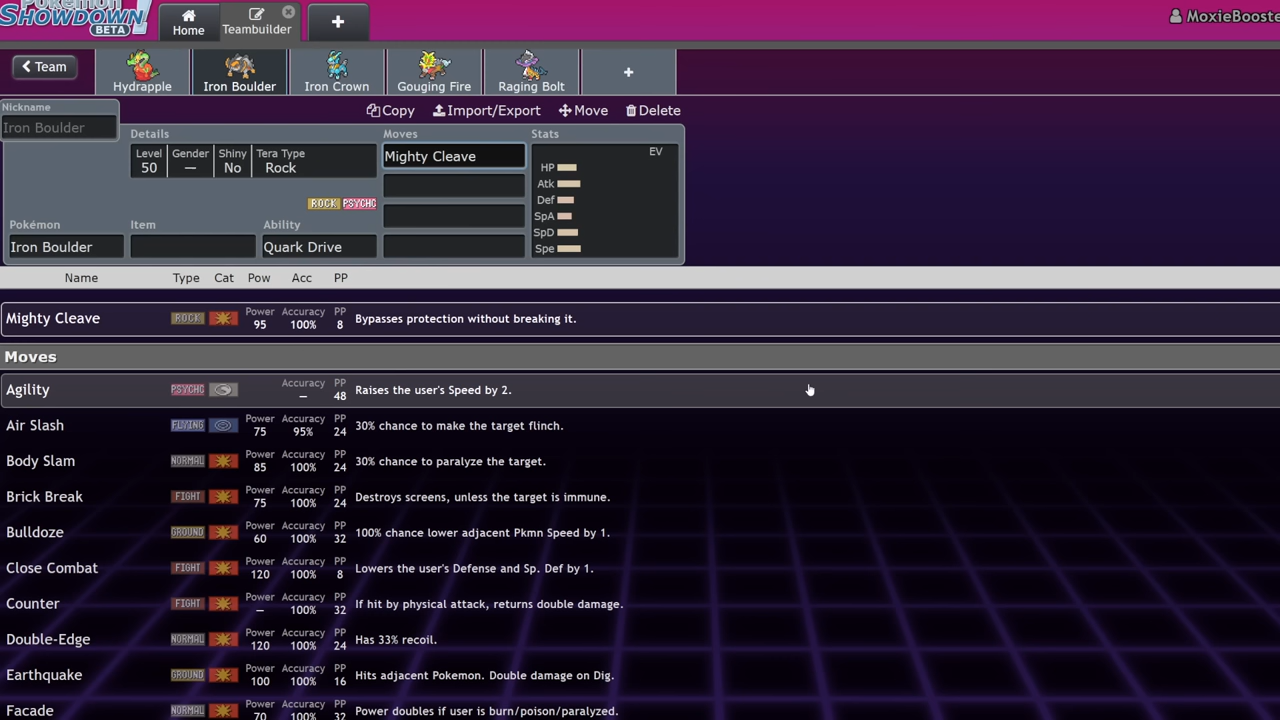 Pokémon
SHOWDOWN!
BETA
Home
Teambuilder
+
MoxieBooste
Team
Hydrapple
Iron Boulder
Iron Crown
Gouging Fire
Raging Bolt
+
Nickname
Iron Boulder
Copy
Import/Export
Move
Delete
Details
Moves
Stats
Level
Gender
Shiny
Tera Type
50
—
No
Rock
Mighty Cleave
EV
HP
Atk
Def
SpA
SpD
Spe
ROCK PSYCHC
Pokémon
Item
Ability
Iron Boulder
Quark Drive
Name Type Cat Pow Acc PP
Mighty Cleave ROCK Power 95 Accuracy 100% PP 8 Bypasses protection without breaking it.
Moves
Agility PSYCHC Accuracy — PP 48 Raises the user's Speed by 2.
Air Slash FLYING Power 75 Accuracy 95% PP 24 30% chance to make the target flinch.
Body Slam NORMAL Power 85 Accuracy 100% PP 24 30% chance to paralyze the target.
Brick Break FIGHT Power 75 Accuracy 100% PP 24 Destroys screens, unless the target is immune.
Bulldoze GROUND Power 60 Accuracy 100% PP 32 100% chance lower adjacent Pkmn Speed by 1.
Close Combat FIGHT Power 120 Accuracy 100% PP 8 Lowers the user's Defense and Sp. Def by 1.
Counter FIGHT Power — Accuracy 100% PP 32 If hit by physical attack, returns double damage.
Double-Edge NORMAL Power 120 Accuracy 100% PP 24 Has 33% recoil.
Earthquake GROUND Power 100 Accuracy 100% PP 16 Hits adjacent Pokemon. Double damage on Dig.
Facade NORMAL Power 70 Accuracy 100% PP 32 Power doubles if user is burn/poison/paralyzed.